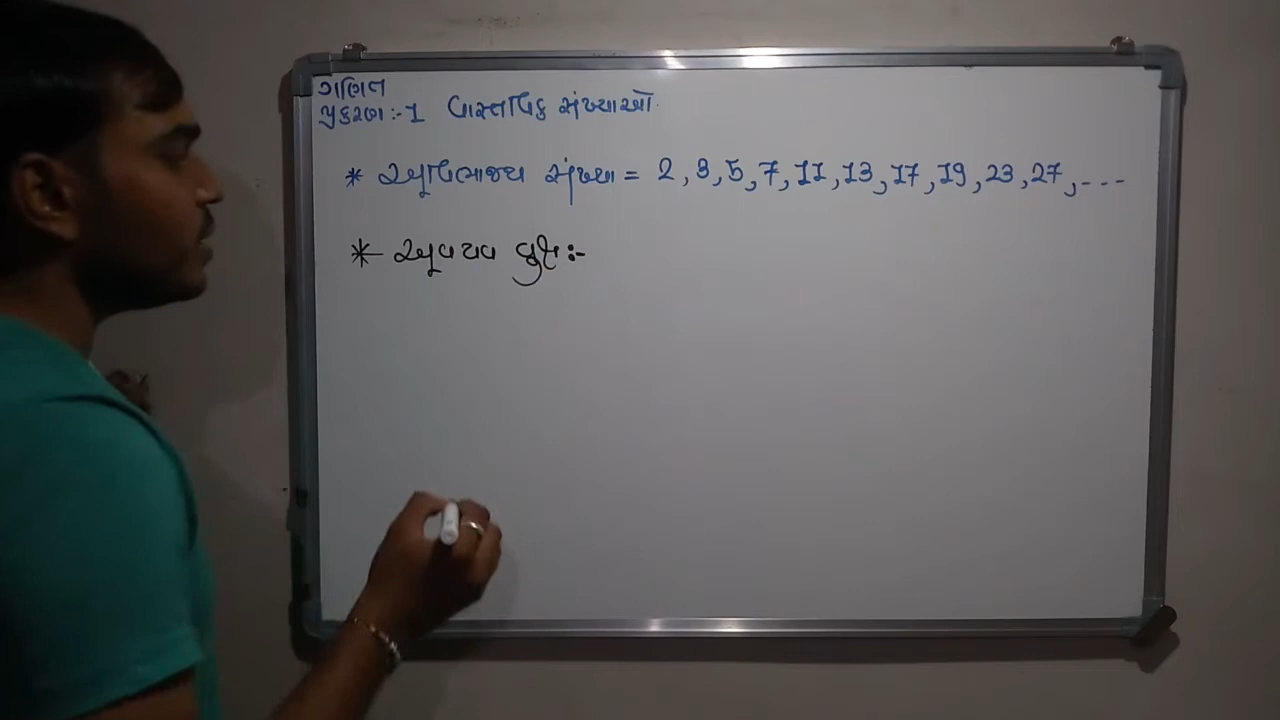 ગણિત
પ્રકરણ:-1 વાસ્તવિક સંખ્યાઓ
* અવિભાજ્ય સંખ્યા = 2, 3, 5, 7, 11, 13, 17, 19, 23, 27, ---
* અવયવ વૃક્ષ:-